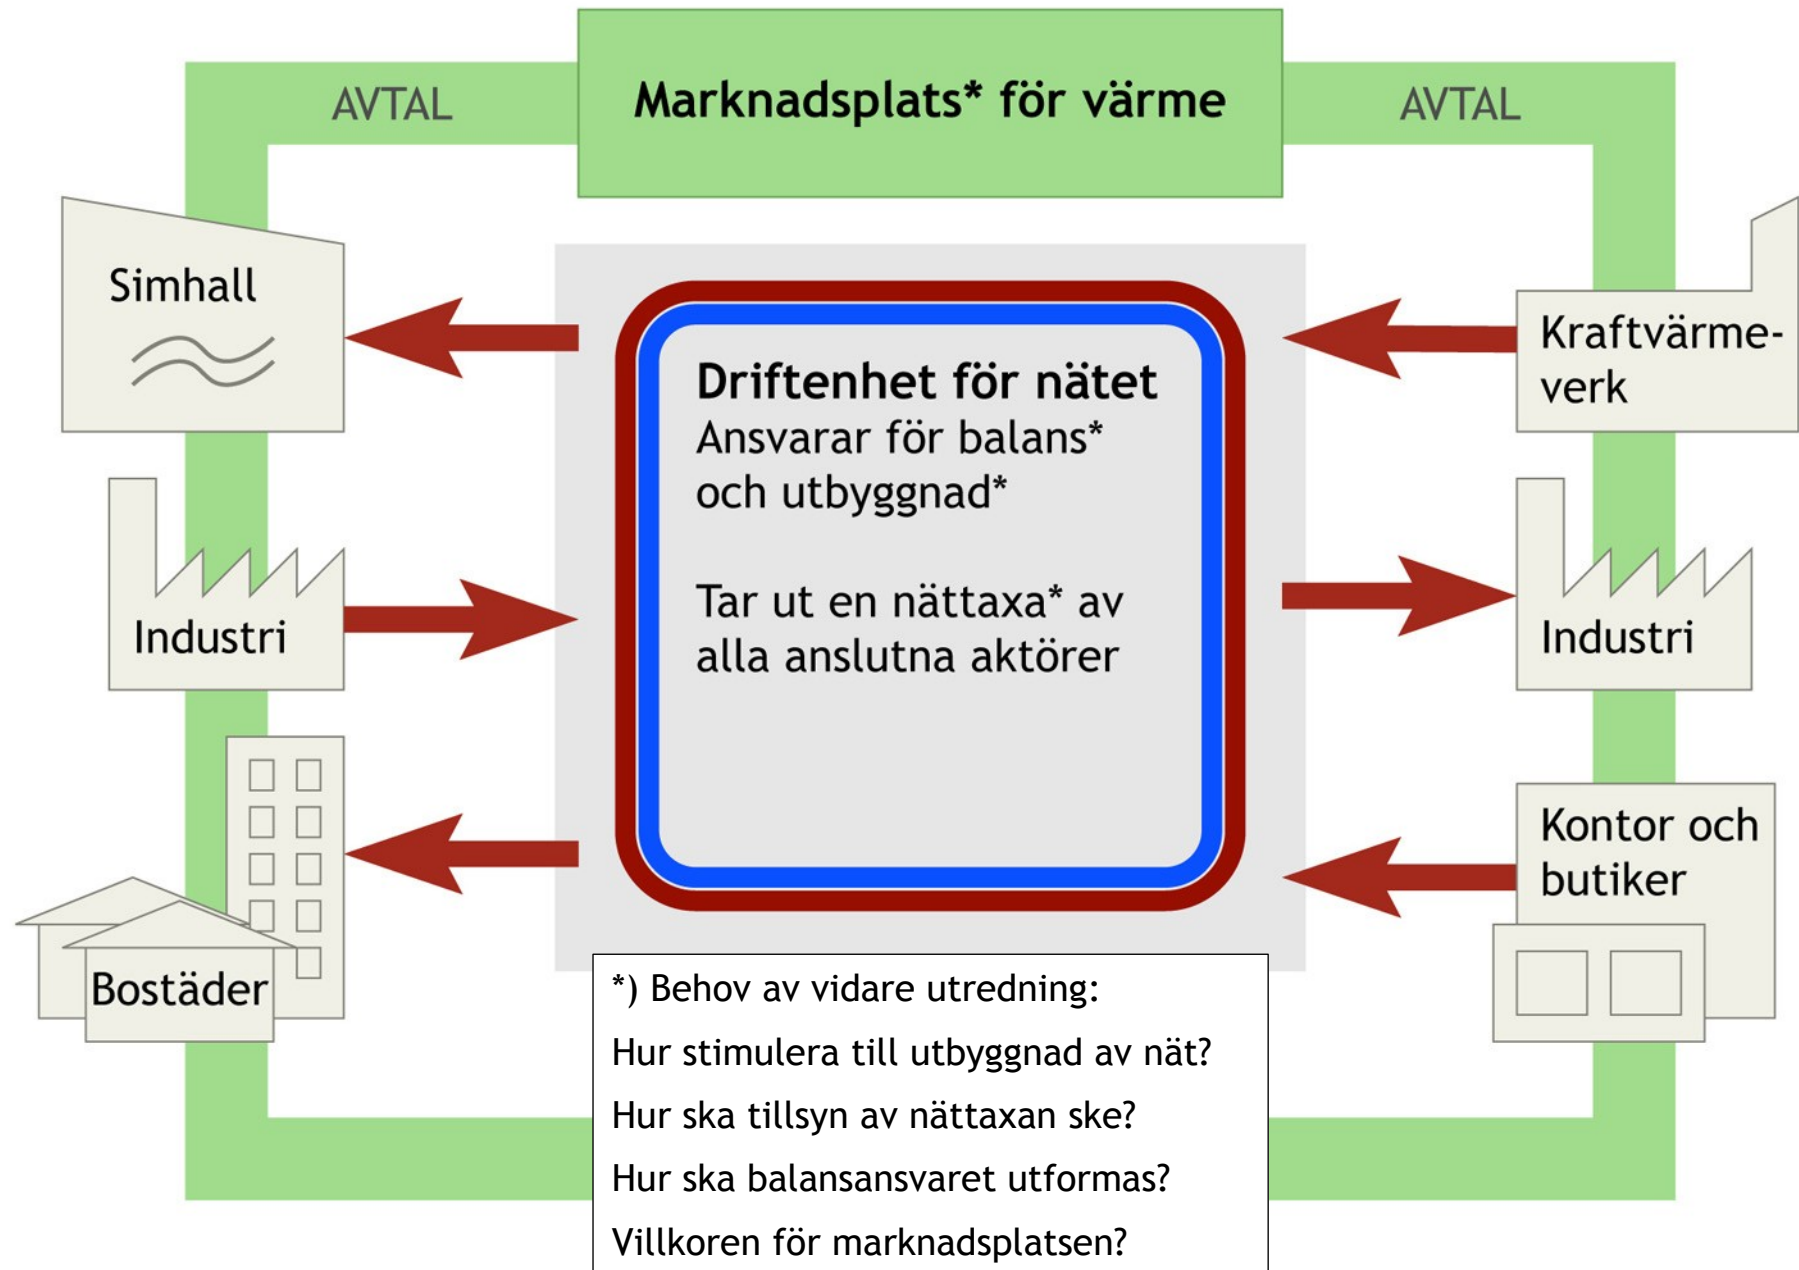 Marknadsplats* för värme
AVTAL
AVTAL
Simhall
Kraftvärme-
verk
Driftenhet för nätet
Ansvarar för balans*
och utbyggnad*
Tar ut en nättaxa* av
alla anslutna aktörer
Industri
Industri
Bostäder
Kontor och
butiker
*) Behov av vidare utredning:
Hur stimulera till utbyggnad av nät?
Hur ska tillsyn av nättaxan ske?
Hur ska balansansvaret utformas?
Villkoren för marknadsplatsen?